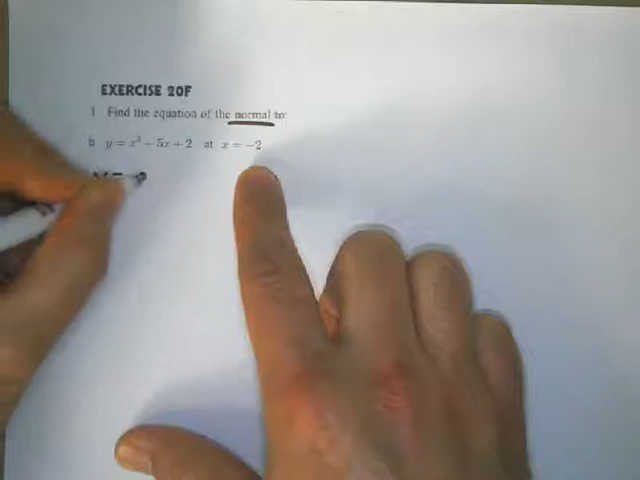 EXERCISE 20F
1 Find the equation of the normal to:
b y = x³ − 5x + 2 at x = −2